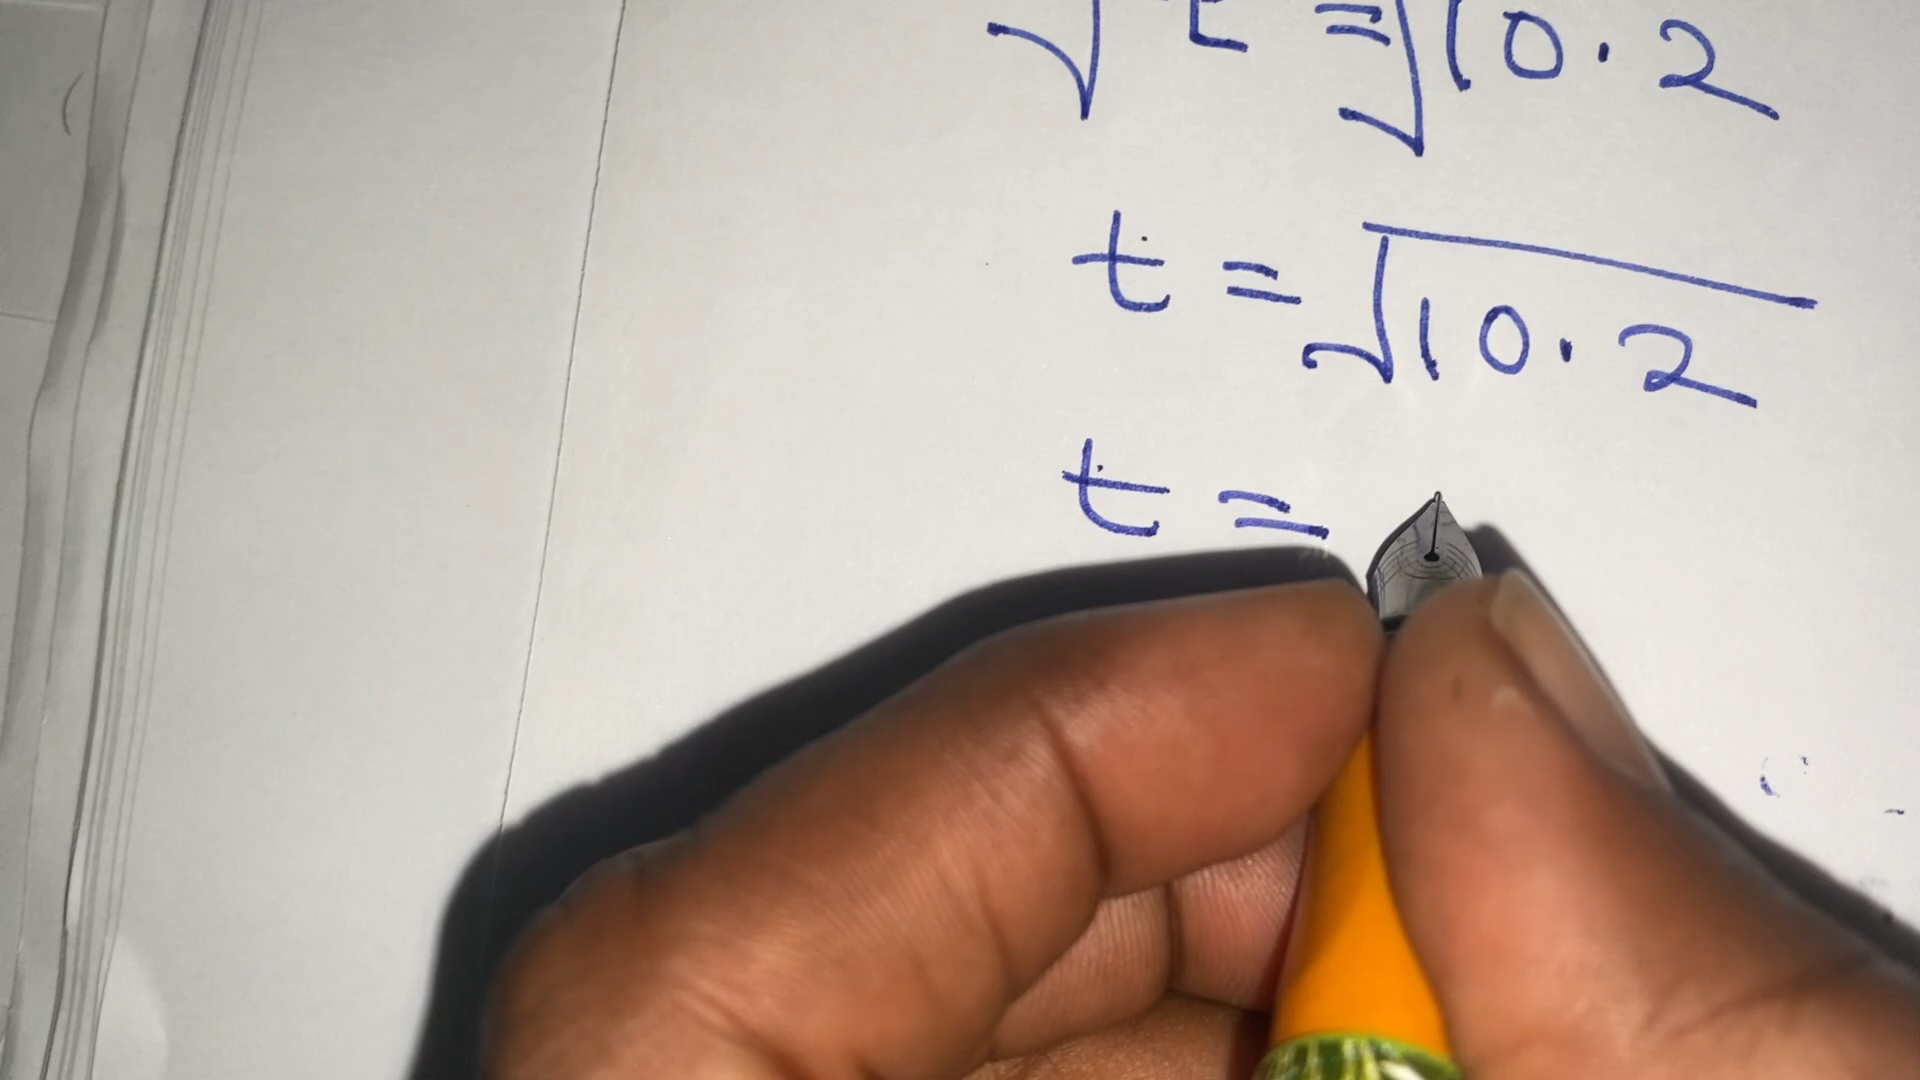 √t = √10.2
t = √10.2
t =